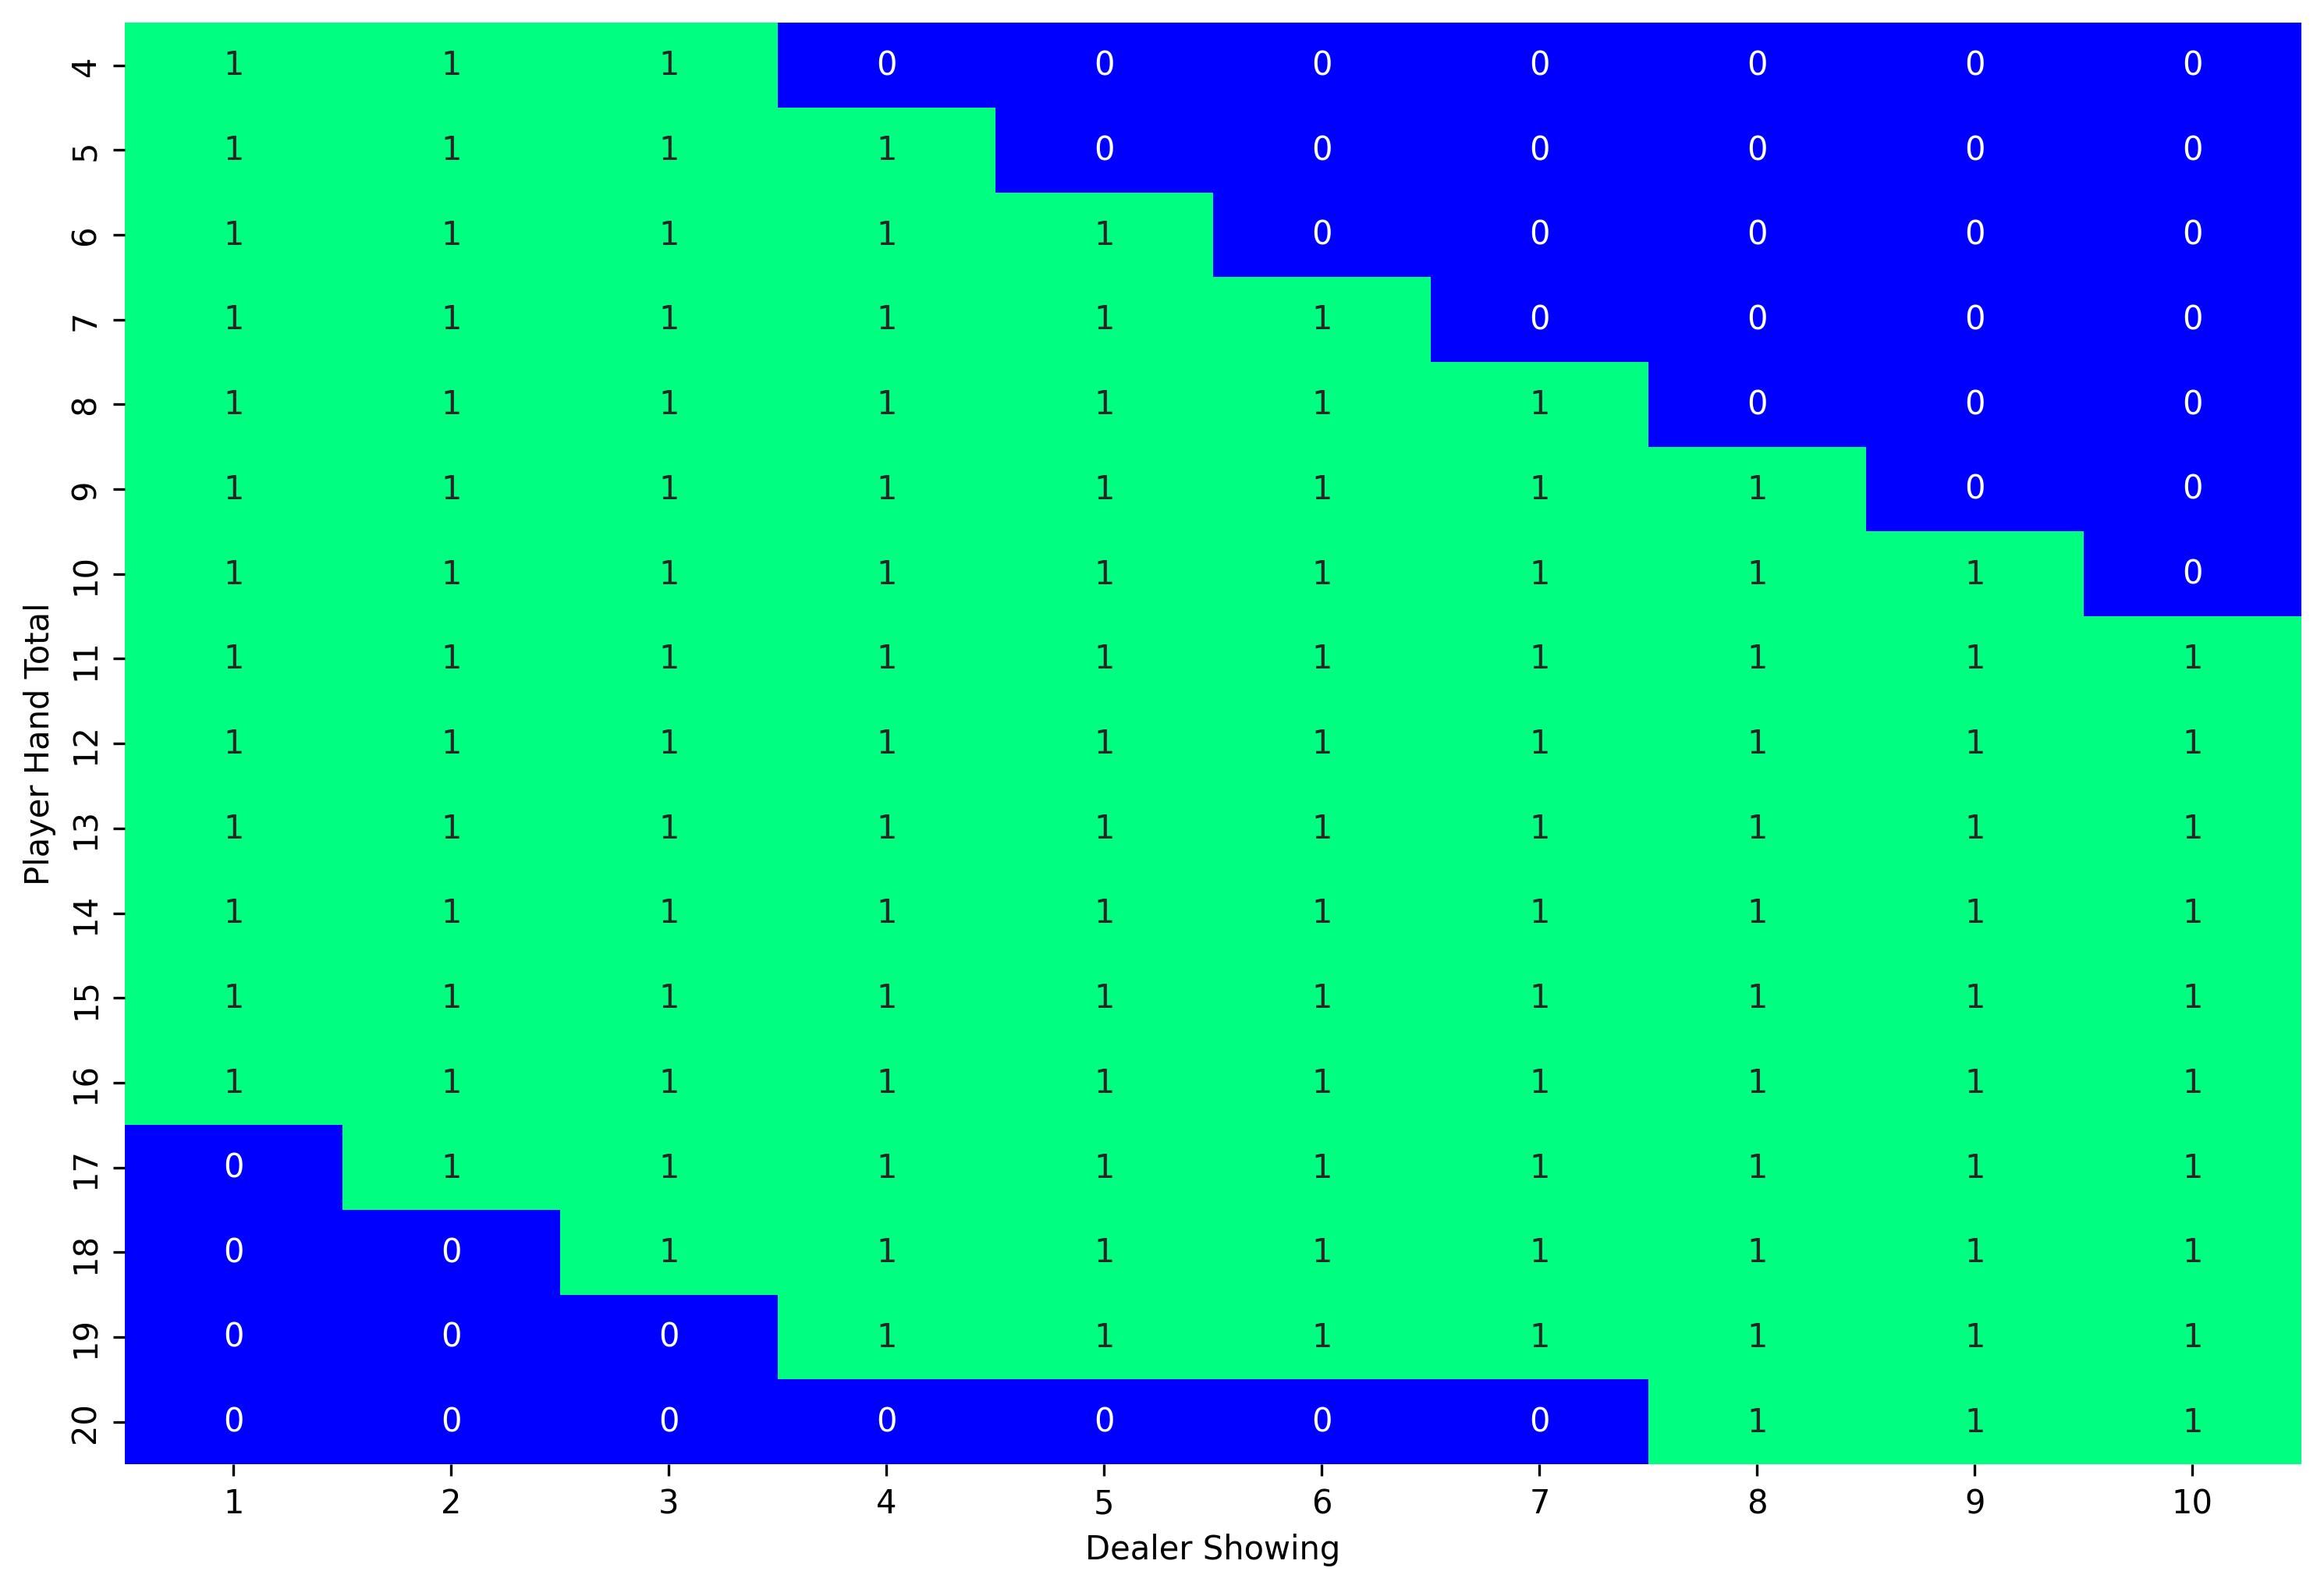 4 1 1 1 0 0 0 0 0 0 0
5 1 1 1 1 0 0 0 0 0 0
6 1 1 1 1 1 0 0 0 0 0
7 1 1 1 1 1 1 0 0 0 0
8 1 1 1 1 1 1 1 0 0 0
9 1 1 1 1 1 1 1 1 0 0
10 1 1 1 1 1 1 1 1 1 0
11 1 1 1 1 1 1 1 1 1 1
12 1 1 1 1 1 1 1 1 1 1
13 1 1 1 1 1 1 1 1 1 1
14 1 1 1 1 1 1 1 1 1 1
15 1 1 1 1 1 1 1 1 1 1
16 1 1 1 1 1 1 1 1 1 1
17 0 1 1 1 1 1 1 1 1 1
18 0 0 1 1 1 1 1 1 1 1
19 0 0 0 1 1 1 1 1 1 1
20 0 0 0 0 0 0 0 1 1 1
1 2 3 4 5 6 7 8 9 10
Dealer Showing
Player Hand Total